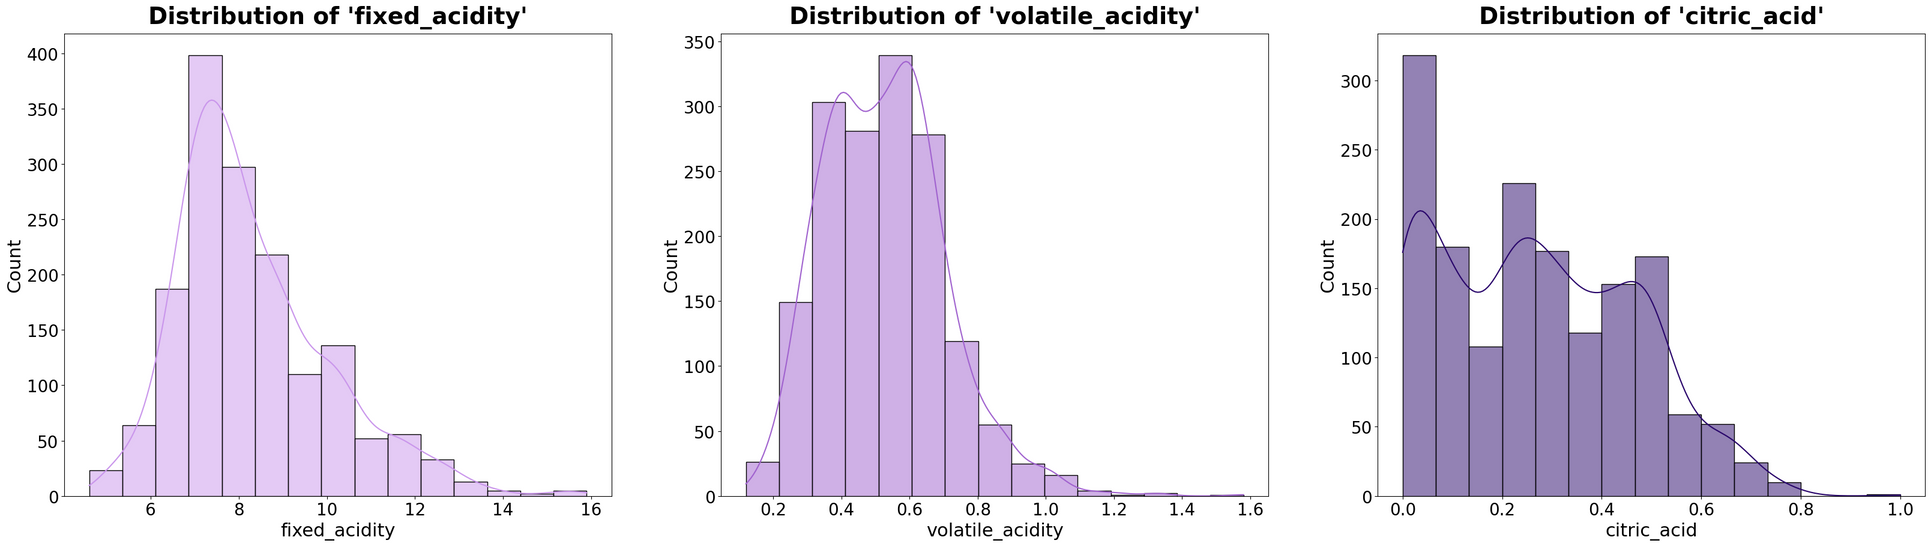 Distribution of 'fixed_acidity'
400
350
300
250
200
150
100
50
0
Count
6 8 10 12 14 16
fixed_acidity
Distribution of 'volatile_acidity'
350
300
250
200
150
100
50
0
Count
0.2 0.4 0.6 0.8 1.0 1.2 1.4 1.6
volatile_acidity
Distribution of 'citric_acid'
300
250
200
150
100
50
0
Count
0.0 0.2 0.4 0.6 0.8 1.0
citric_acid